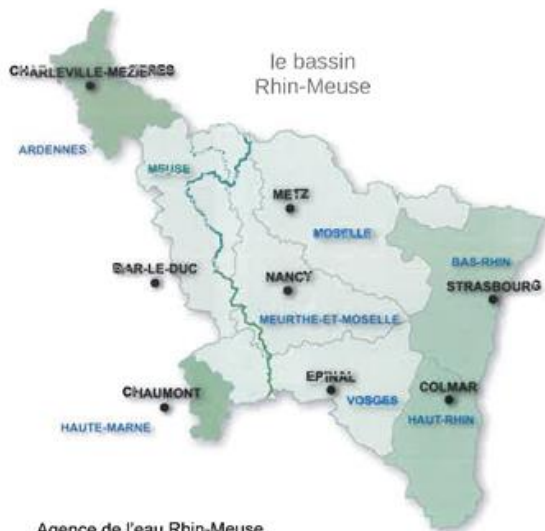 le bassin
Rhin-Meuse
CHARLEVILLE-MEZIERES
ARDENNES
MEUSE
METZ
MOSELLE
BAS-RHIN
BAR-LE-DUC
NANCY
STRASBOURG
MEURTHE-ET-MOSELLE
CHAUMONT
EPINAL
VOSGES
COLMAR
HAUTE-MARNE
HAUT-RHIN
Agence de l'eau Rhin-Meuse